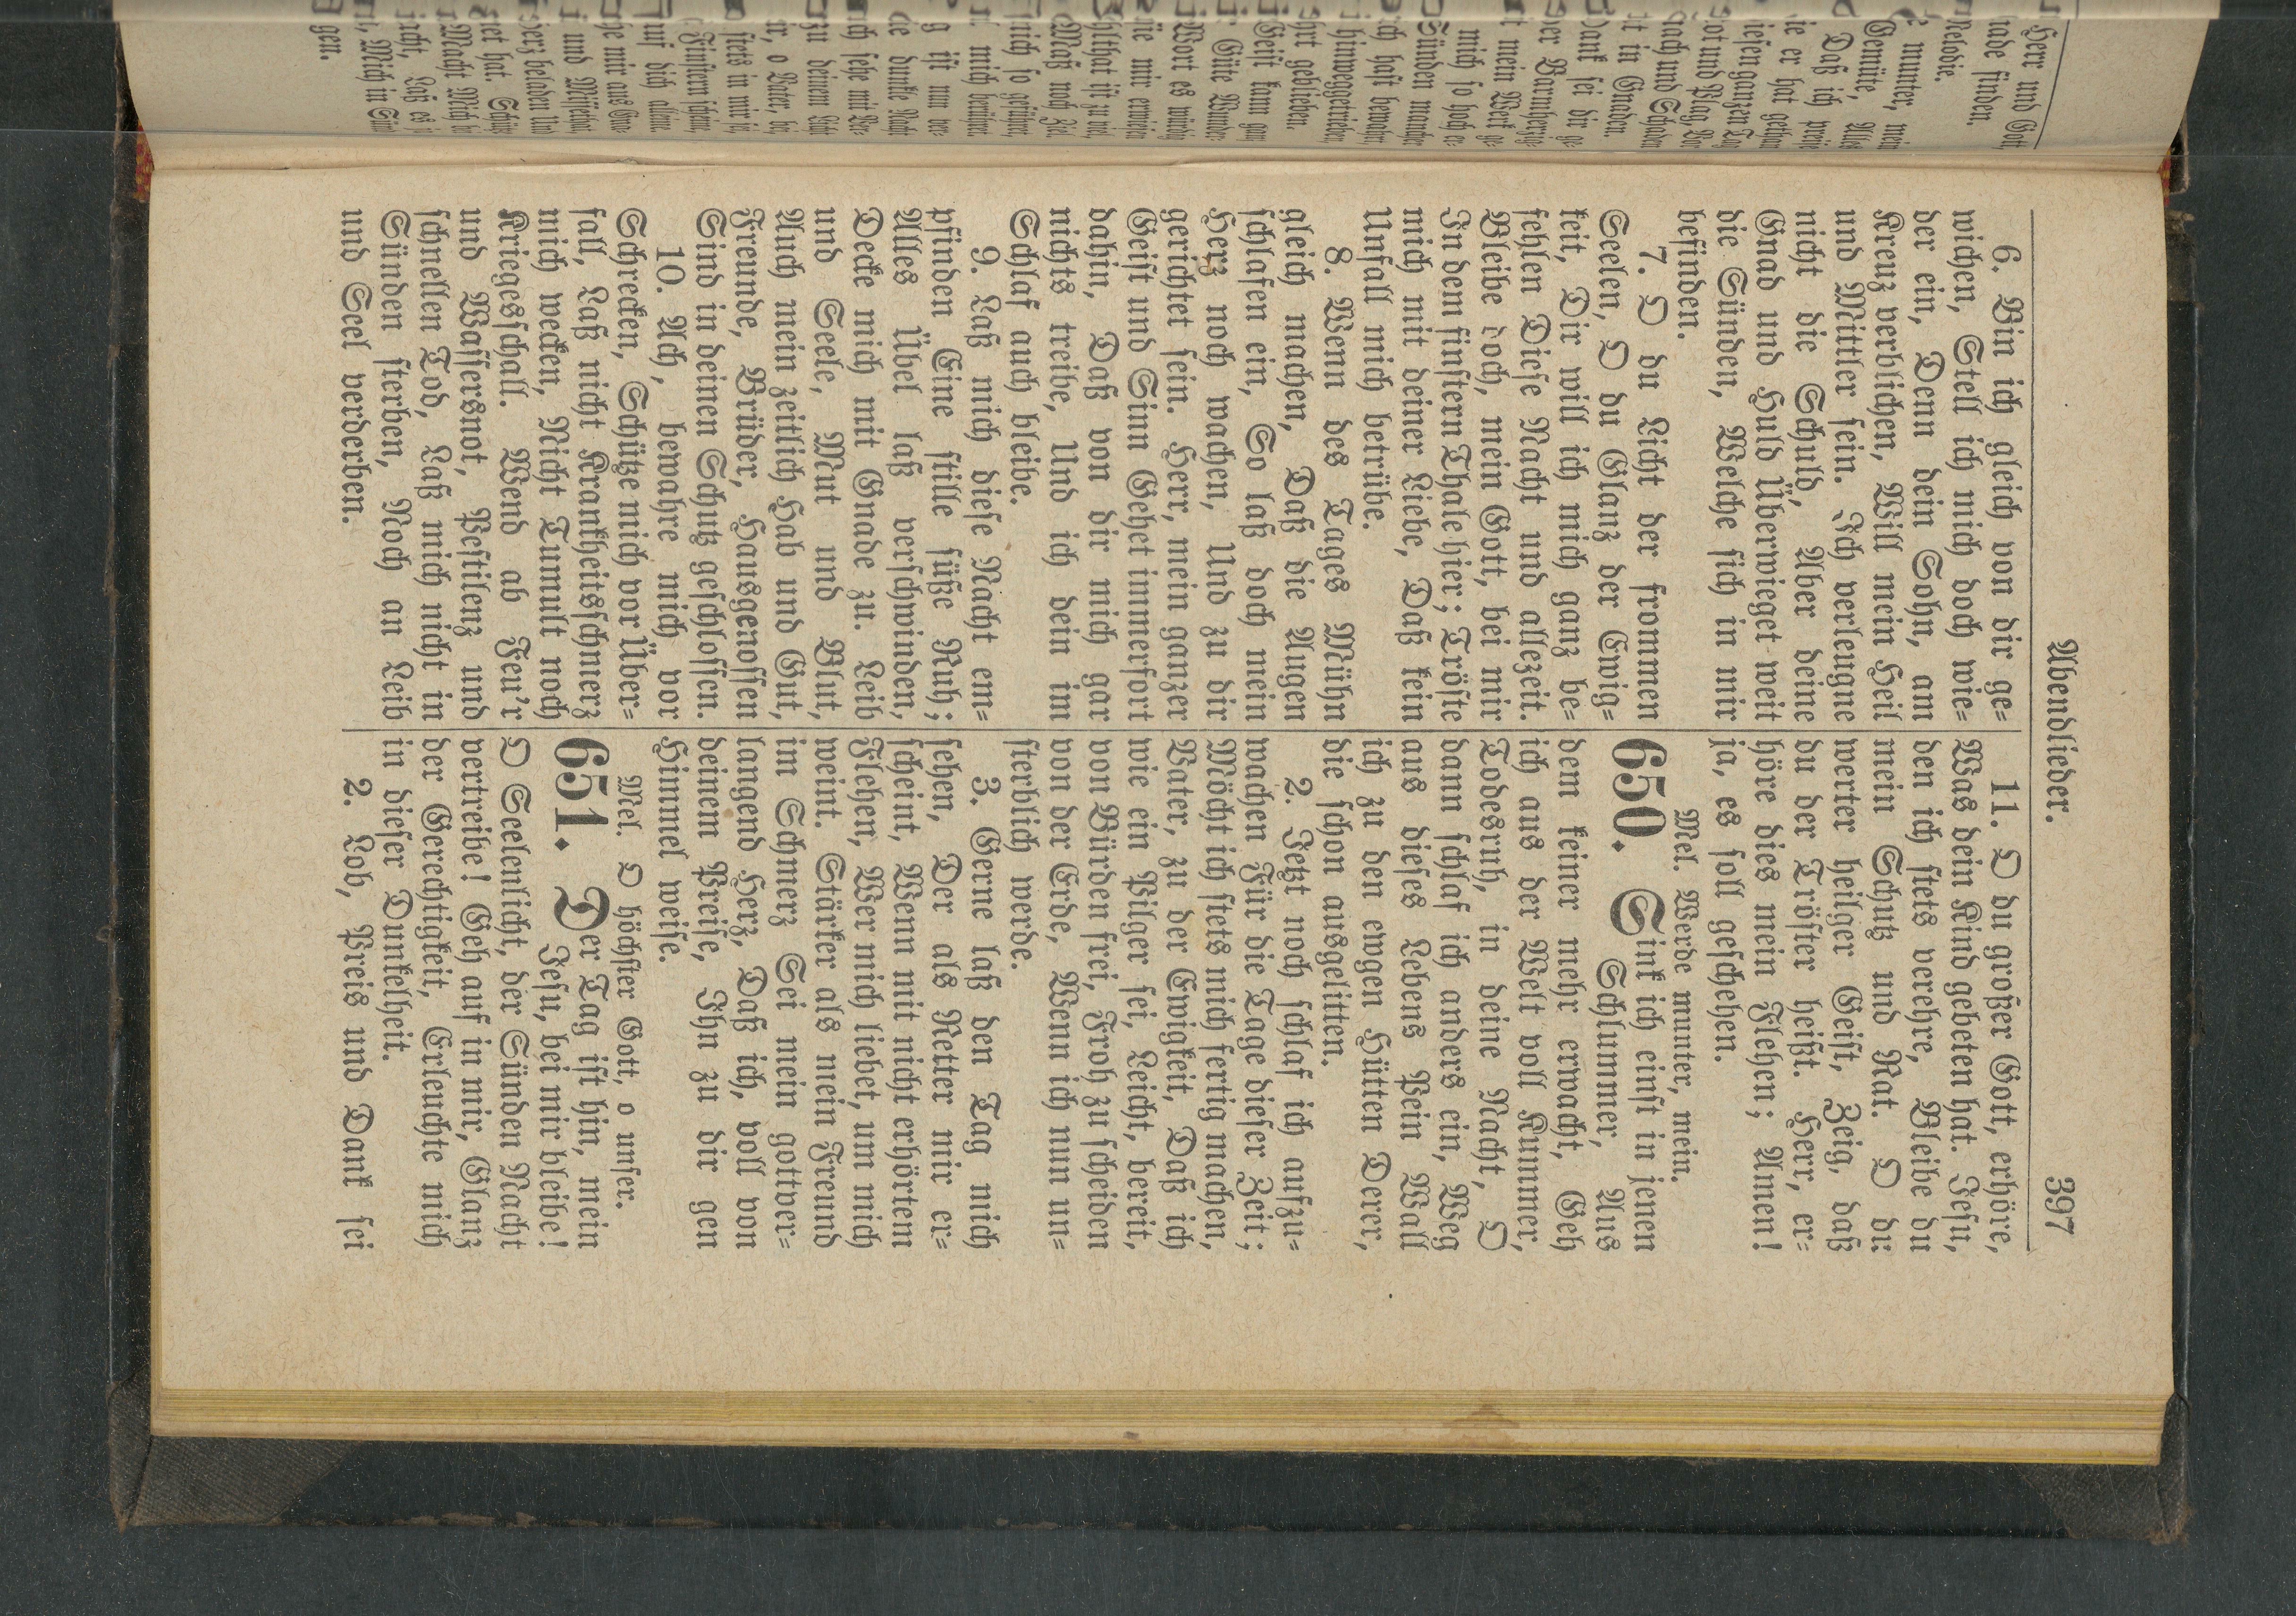 Abendlieder. 397
6. Bin ich gleich von dir ge=
wichen, Stell ich mich doch wie=
der ein, Denn dein Sohn, am
Kreuz verblichen, Will mein Heil
und Mittler sein. Ich verleugne
nicht die Schuld, Aber deine
Gnad und Huld Überwieget weit
die Sünden, Welche sich in mir
befinden.
7. O du Licht der frommen
Seelen, O du Glanz der Ewig=
keit, Dir will ich mich ganz be=
fehlen Diese Nacht und allezeit.
Bleibe doch, mein Gott, bei mir
In dem finstern Thale hier; Tröste
mich mit deiner Liebe, Daß kein
Unfall mich betrübe.
8. Wenn des Tages Mühn
gleich machen, Daß die Augen
schlafen ein, So laß doch mein
Herz noch wachen, Und zu dir
gerichtet sein. Herr, mein ganzer
Geist und Sinn Gehet immerfort
dahin, Daß von dir mich gar
nichts treibe, Und ich dein im
Schlaf auch bleibe.
9. Laß mich diese Nacht em=
pfinden Eine stille süße Ruh;
Alles Übel laß verschwinden,
Decke mich mit Gnade zu. Leib
und Seele, Mut und Blut,
Auch mein zeitlich Hab und Gut,
Freunde, Brüder, Hausgenossen
Sind in deinen Schutz geschlossen.
10. Ach, bewahre mich vor
Schrecken, Schütze mich vor Über=
fall, Laß nicht Krankheitsschmerz
mich wecken, Nicht Tumult noch
Kriegesschall. Wend ab Feu'r
und Wassersnot, Pestilenz und
schnellen Tod, Laß mich nicht in
Sünden sterben, Noch an Leib
und Seel verderben.
11. O du großer Gott, erhöre,
Was dein Kind gebeten hat. Jesu,
den ich stets verehre, Bleibe du
mein Schutz und Rat. O du
werter heilger Geist, Zeig, daß
du der Tröster heißt. Herr, er=
höre dies mein Flehen; Amen!
ja, es soll geschehen.
Mel. Werde munter, mein.
650. Sink ich einst in jenen
Schlummer, Aus
dem keiner mehr erwacht, Geh
ich aus der Welt voll Kummer,
Todesruh, in deine Nacht, O
dann schlaf ich anders ein, Weg
aus dieses Lebens Pein Wall
ich zu den ewgen Hütten Derer,
die schon ausgelitten.
2. Jetzt noch schlaf ich aufzu=
wachen Für die Tage dieser Zeit;
Möcht ich stets mich fertig machen,
Vater, zu der Ewigkeit, Daß ich
wie ein Pilger sei, Leicht, bereit,
von Bürden frei, Froh zu scheiden
von der Erde, Wenn ich nun un=
sterblich werde.
3. Gerne laß den Tag mich
sehen, Der als Retter mir er=
scheint, Wenn mit nicht erhörtem
Flehen, Wer mich liebet, um mich
weint. Stärker als mein Freund
im Schmerz Sei mein gottver=
langend Herz, Daß ich, voll von
deinem Preise, Ihn zu dir gen
Himmel weise.
Mel. O höchster Gott, o unser.
651. Der Tag ist hin, mein
Jesu, bei mir bleibe!
O Seelenlicht, der Sünden Nacht
vertreibe! Geh auf in mir, Glanz
der Gerechtigkeit, Erleuchte mich
in dieser Dunkelheit.
2. Lob, Preis und Dank sei